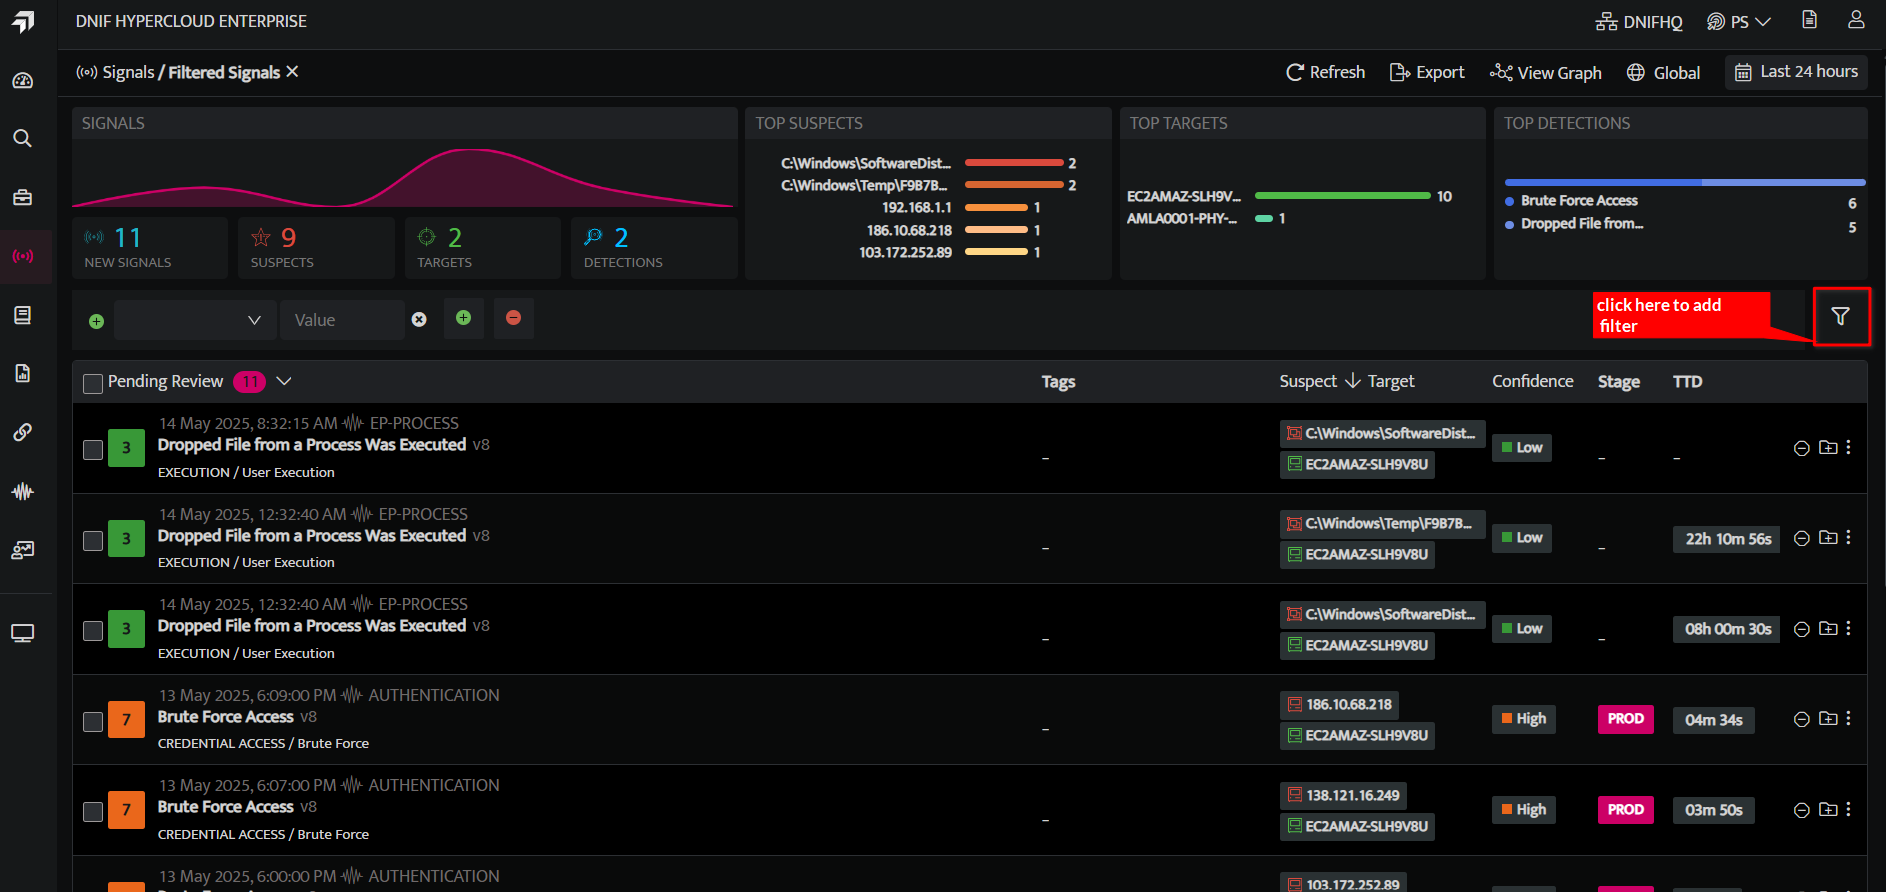 DNIF HYPERCLOUD ENTERPRISE
DNIFHQ
PS
Signals / Filtered Signals
Refresh
Export
View Graph
Global
Last 24 hours
SIGNALS
11
NEW SIGNALS
9
SUSPECTS
2
TARGETS
2
DETECTIONS
TOP SUSPECTS
C:\Windows\SoftwareDist... 2
C:\Windows\Temp\F9B7B... 2
192.168.1.1 1
186.10.68.218 1
103.172.252.89 1
TOP TARGETS
EC2AMAZ-SLH9V... 10
AMLA0001-PHY-... 1
TOP DETECTIONS
Brute Force Access 6
Dropped File from... 5
Value
click here to add
filter
Pending Review 11
Tags
Suspect
Target
Confidence
Stage
TTD
3
14 May 2025, 8:32:15 AM EP-PROCESS
Dropped File from a Process Was Executed v8
EXECUTION / User Execution
–
C:\Windows\SoftwareDist...
EC2AMAZ-SLH9V8U
Low
–
–
3
14 May 2025, 12:32:40 AM EP-PROCESS
Dropped File from a Process Was Executed v8
EXECUTION / User Execution
–
C:\Windows\Temp\F9B7B...
EC2AMAZ-SLH9V8U
Low
–
22h 10m 56s
3
14 May 2025, 12:32:40 AM EP-PROCESS
Dropped File from a Process Was Executed v8
EXECUTION / User Execution
–
C:\Windows\SoftwareDist...
EC2AMAZ-SLH9V8U
Low
–
08h 00m 30s
7
13 May 2025, 6:09:00 PM AUTHENTICATION
Brute Force Access v8
CREDENTIAL ACCESS / Brute Force
–
186.10.68.218
EC2AMAZ-SLH9V8U
High
PROD
04m 34s
7
13 May 2025, 6:07:00 PM AUTHENTICATION
Brute Force Access v8
CREDENTIAL ACCESS / Brute Force
–
138.121.16.249
EC2AMAZ-SLH9V8U
High
PROD
03m 50s
13 May 2025, 6:00:00 PM AUTHENTICATION
103.172.252.89